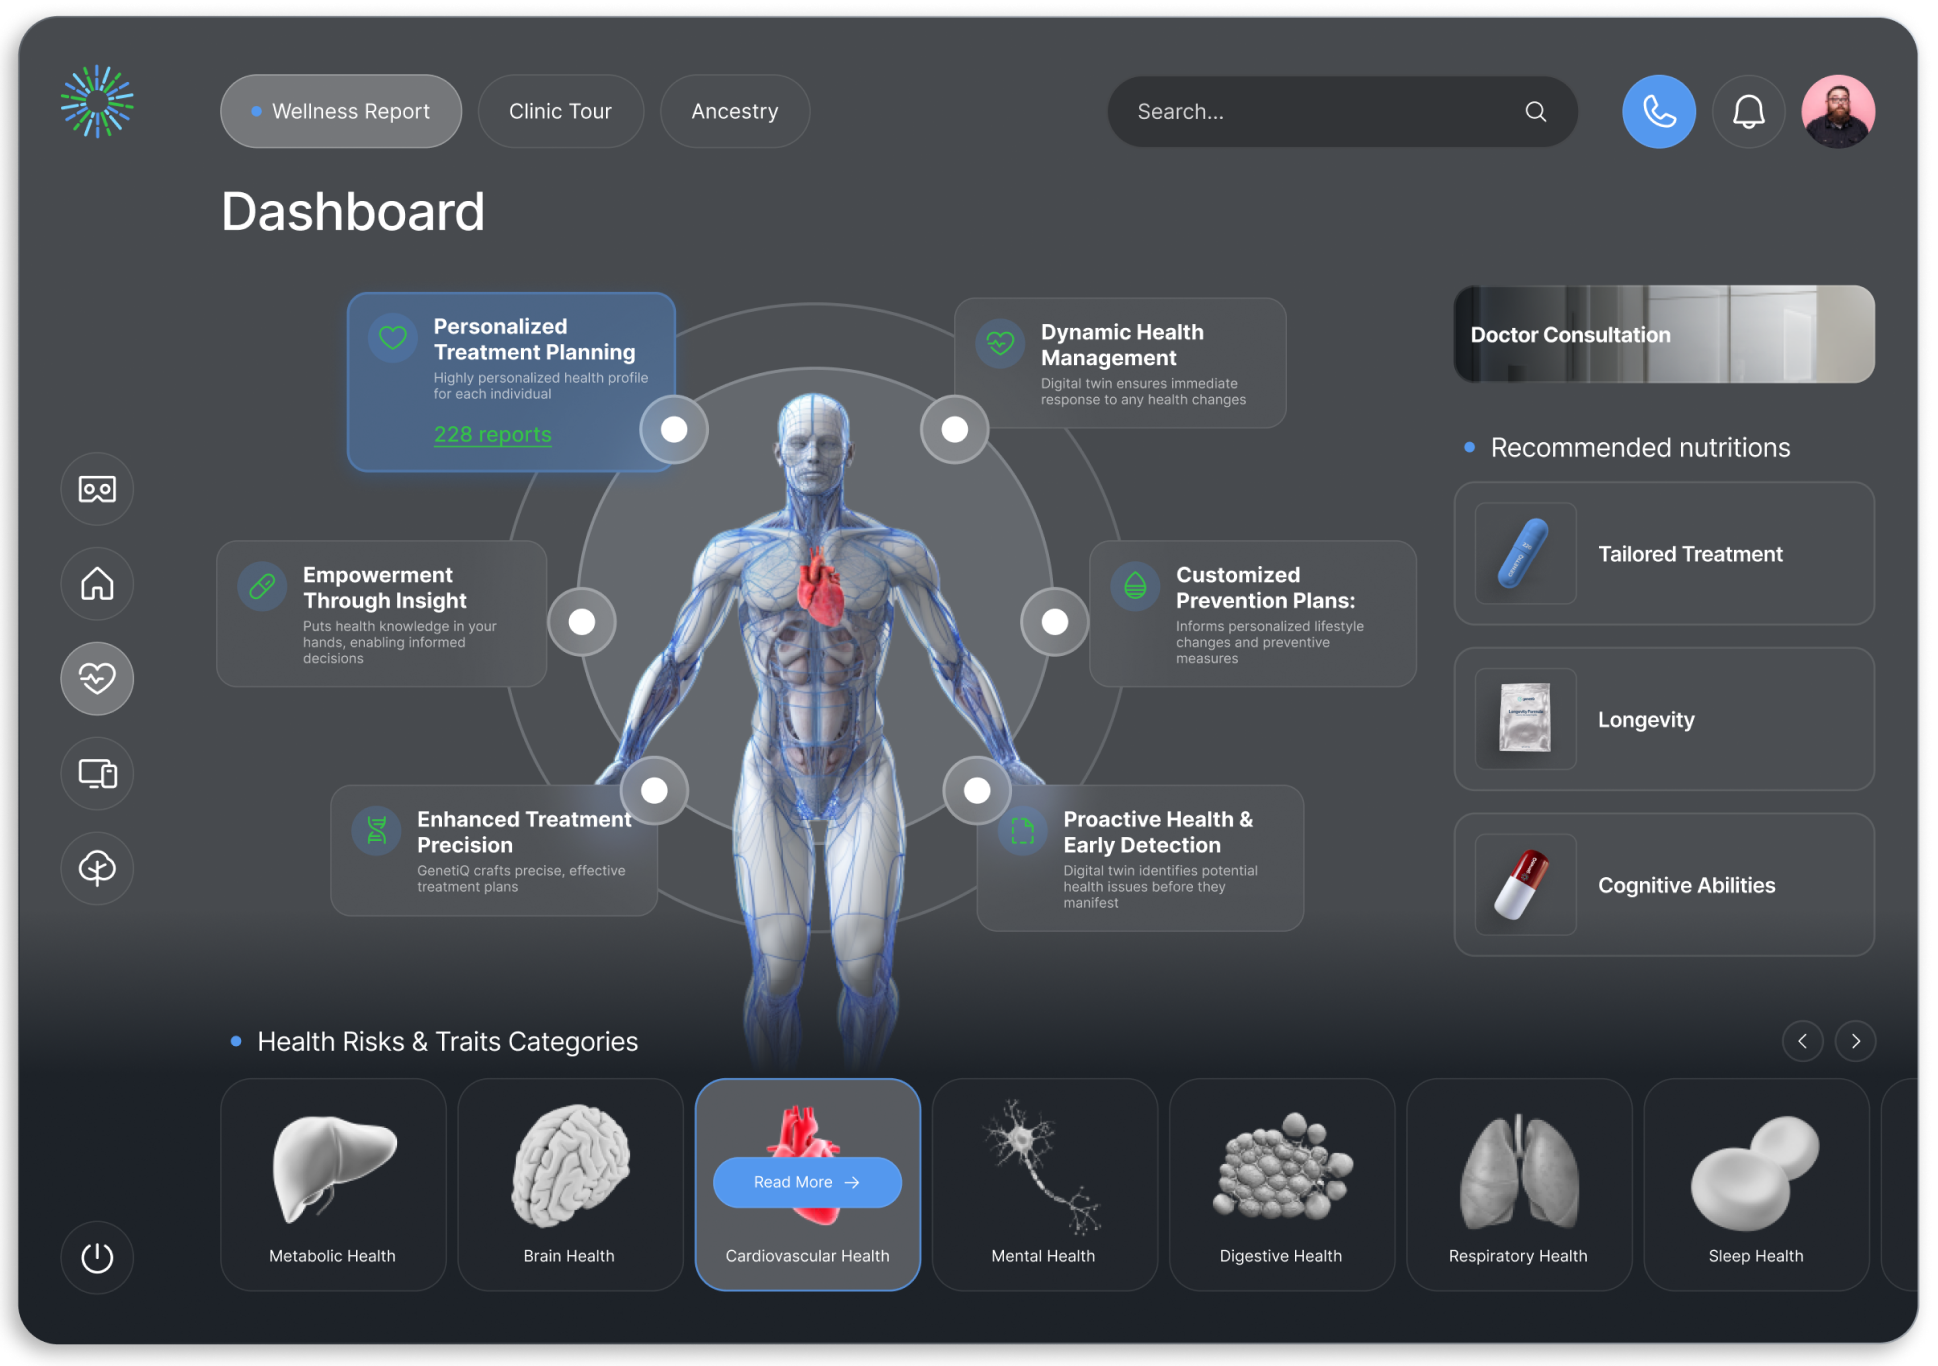 Wellness Report
Clinic Tour
Ancestry
Search...
Dashboard
Personalized
Treatment Planning
Highly personalized health profile
for each individual
228 reports
Dynamic Health
Management
Digital twin ensures immediate
response to any health changes
Doctor Consultation
Recommended nutritions
Empowerment
Through Insight
Puts health knowledge in your
hands, enabling informed
decisions
Customized
Prevention Plans:
Informs personalized lifestyle
changes and preventive
measures
Tailored Treatment
Longevity
Enhanced Treatment
Precision
GenetiQ crafts precise, effective
treatment plans
Proactive Health &
Early Detection
Digital twin identifies potential
health issues before they
manifest
Cognitive Abilities
Health Risks & Traits Categories
Read More
Metabolic Health
Brain Health
Cardiovascular Health
Mental Health
Digestive Health
Respiratory Health
Sleep Health